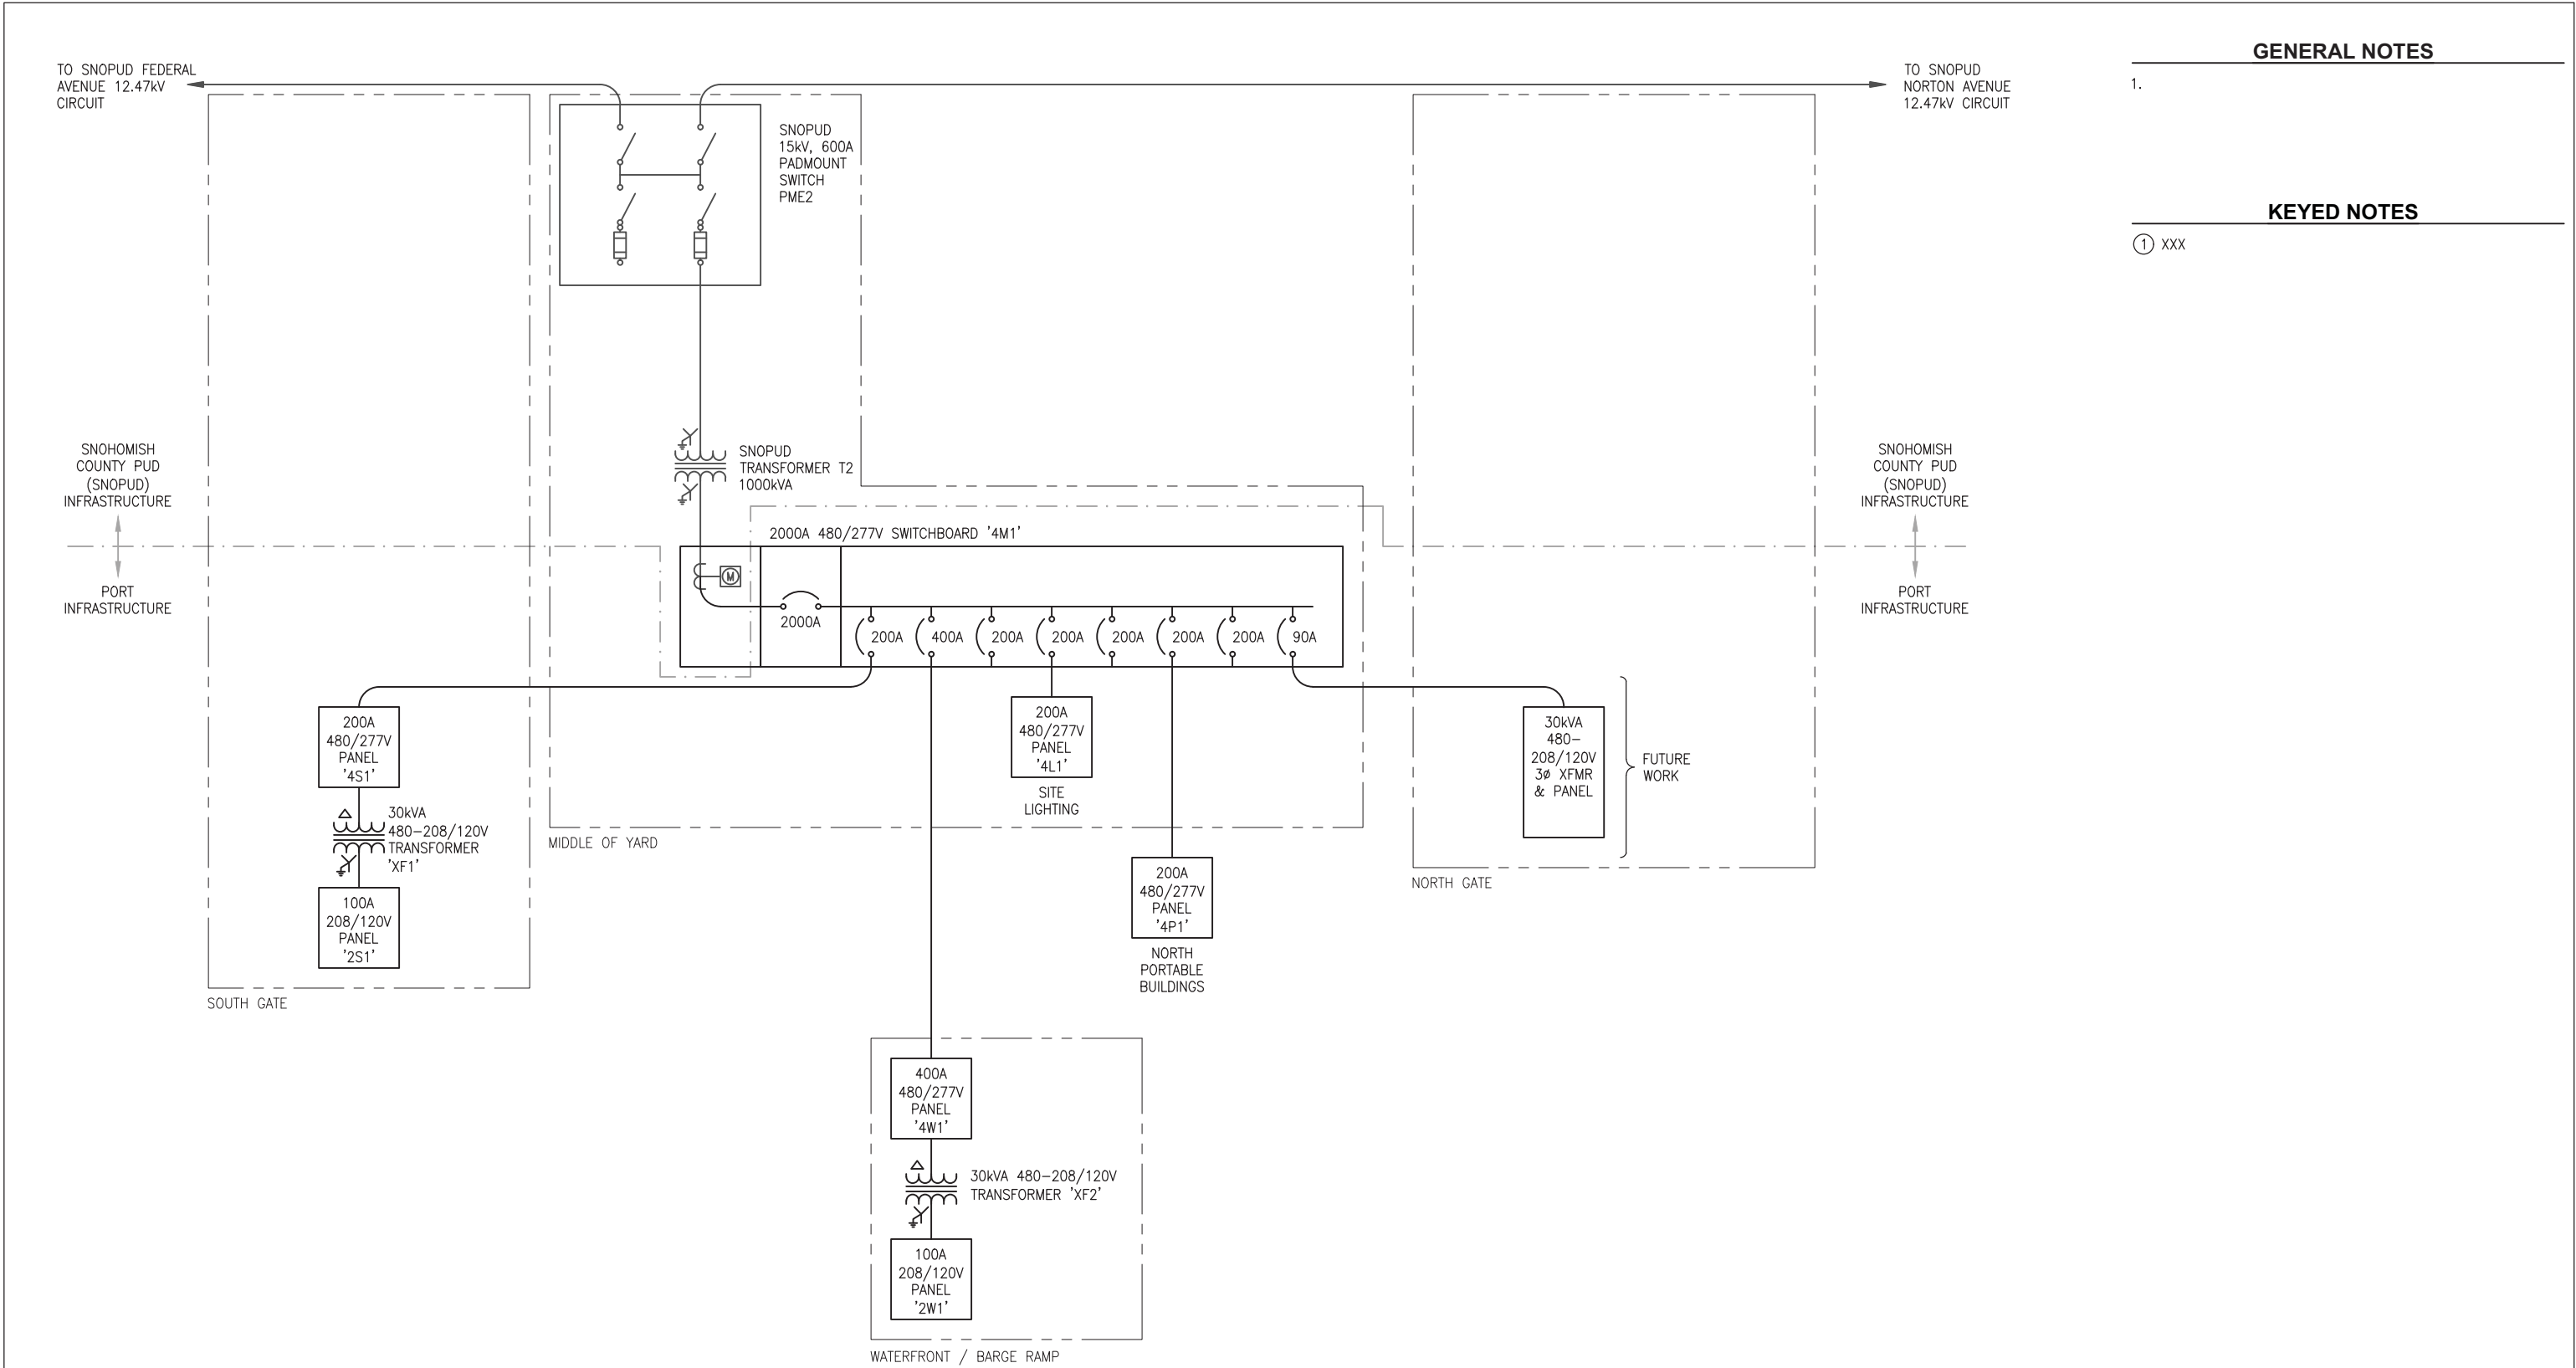 TO SNOPUD FEDERAL
AVENUE 12.47kV
CIRCUIT
SNOPUD
15kV, 600A
PADMOUNT
SWITCH
PME2
TO SNOPUD
NORTON AVENUE
12.47kV CIRCUIT
GENERAL NOTES
1.
KEYED NOTES
1 XXX
SNOHOMISH
COUNTY PUD
(SNOPUD)
INFRASTRUCTURE
PORT
INFRASTRUCTURE
SNOPUD
TRANSFORMER T2
1000kVA
SNOHOMISH
COUNTY PUD
(SNOPUD)
INFRASTRUCTURE
PORT
INFRASTRUCTURE
2000A 480/277V SWITCHBOARD '4M1'
M
2000A
200A
400A
200A
200A
200A
200A
200A
90A
200A
480/277V
PANEL
'4S1'
30kVA
480-208/120V
TRANSFORMER
'XF1'
100A
208/120V
PANEL
'2S1'
SOUTH GATE
200A
480/277V
PANEL
'4L1'
SITE
LIGHTING
MIDDLE OF YARD
200A
480/277V
PANEL
'4P1'
NORTH
PORTABLE
BUILDINGS
30kVA
480-
208/120V
3ø XFMR
& PANEL
FUTURE
WORK
NORTH GATE
400A
480/277V
PANEL
'4W1'
30kVA 480-208/120V
TRANSFORMER 'XF2'
100A
208/120V
PANEL
'2W1'
WATERFRONT / BARGE RAMP